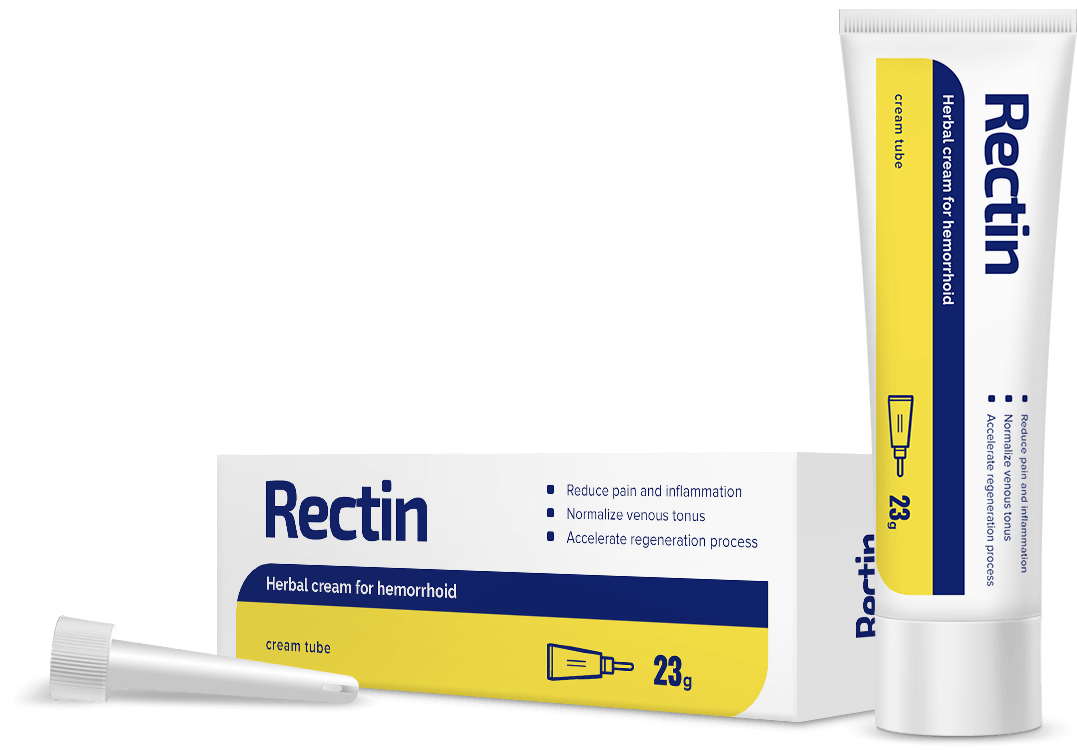 Rectin
Reduce pain and inflammation
Normalize venous tonus
Accelerate regeneration process
Herbal cream for hemorrhoid
cream tube
23g
Rectin
Rectin
Herbal cream for hemorrhoid
cream tube
Reduce pain and inflammation
Normalize venous tonus
Accelerate regeneration process
23g